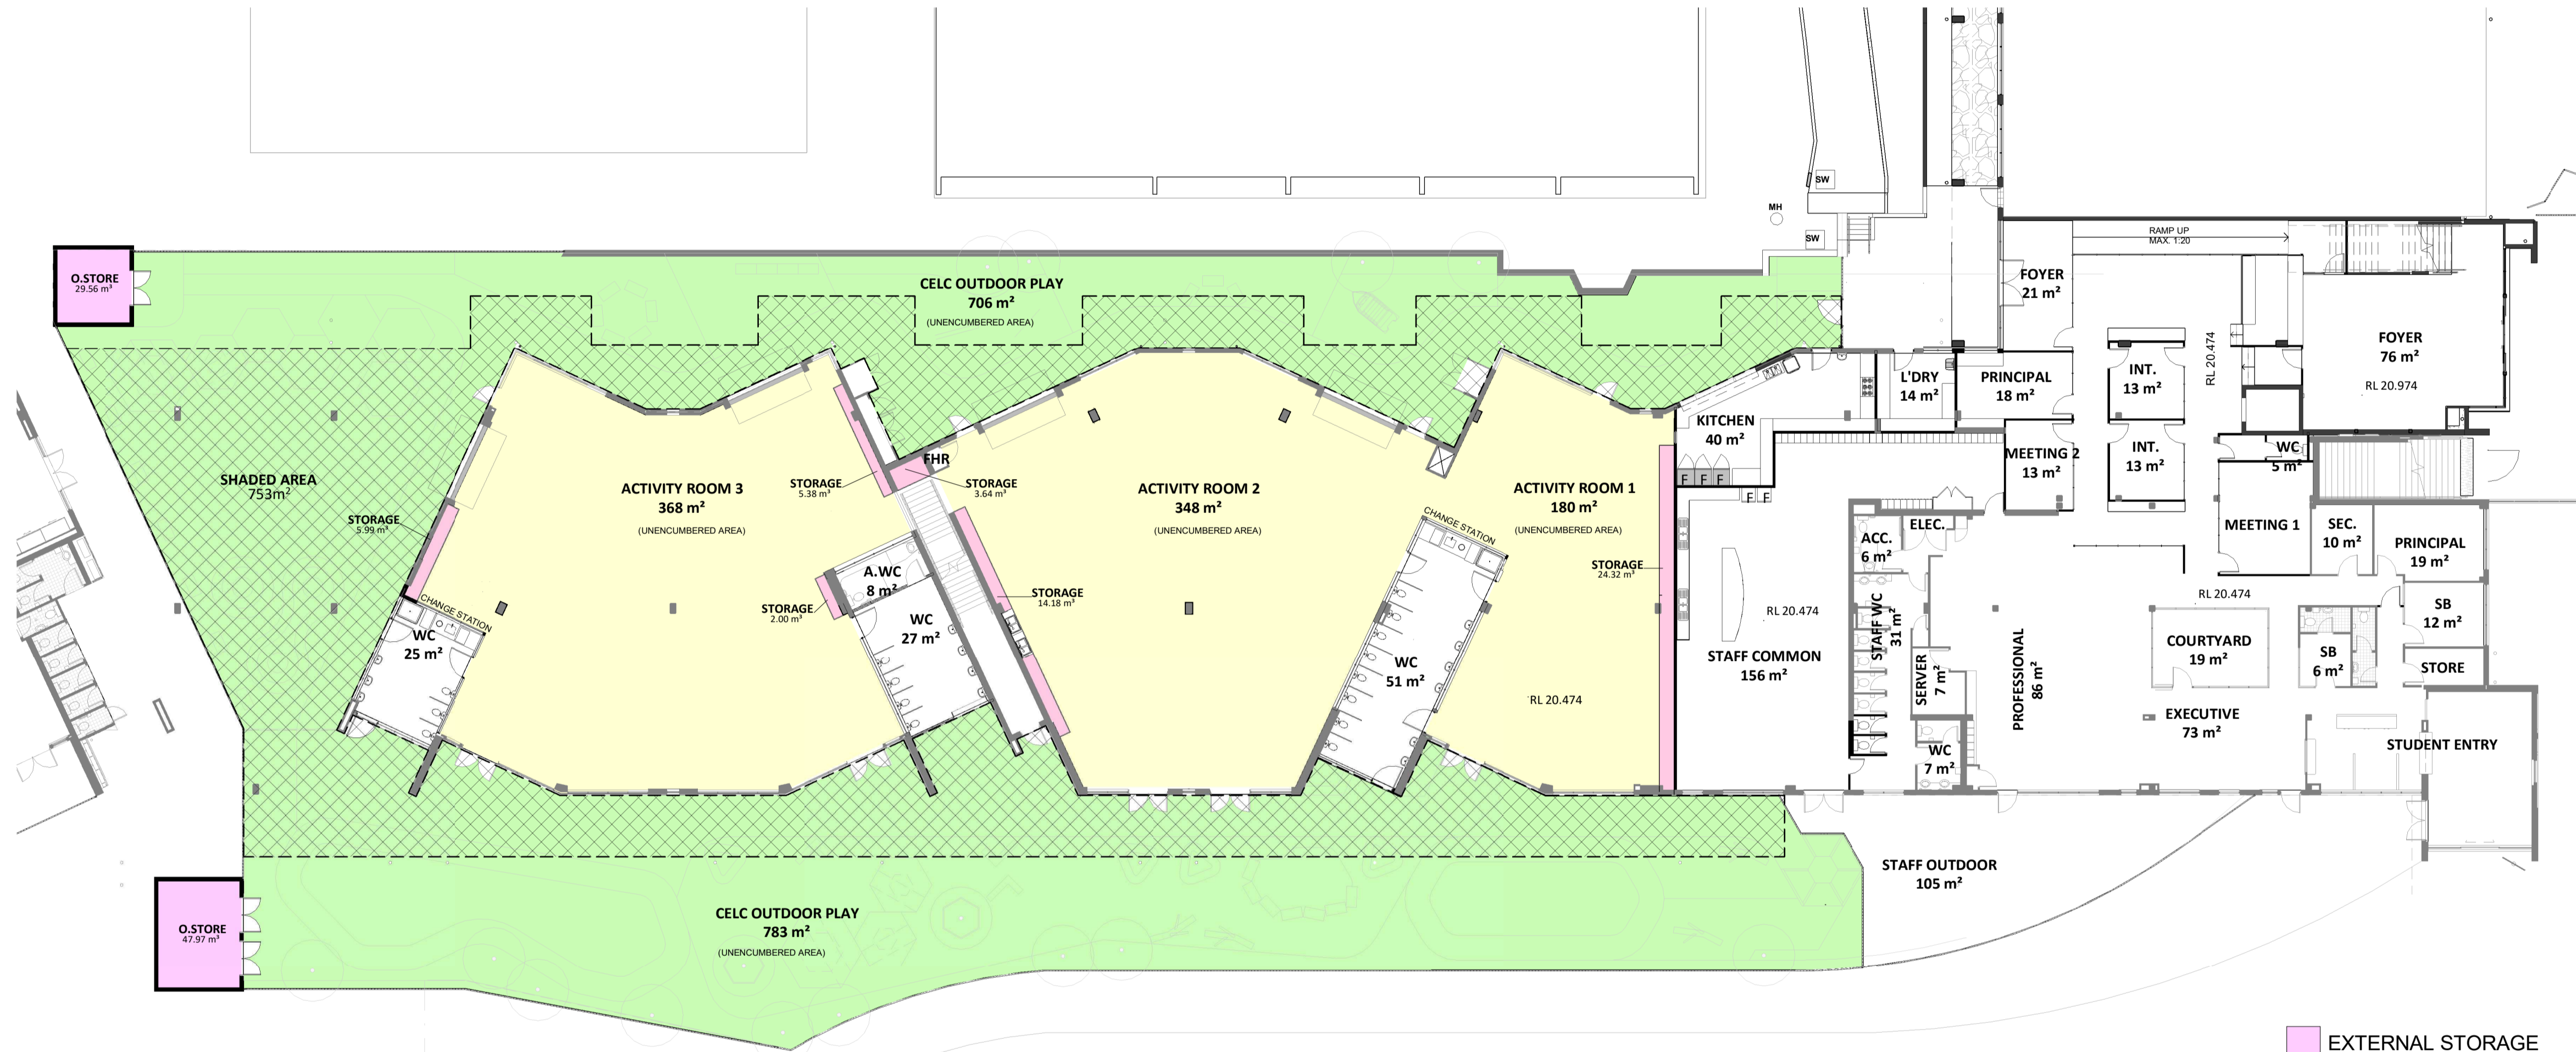 SW
MH
SW
RAMP UP
MAX. 1:20
O.STORE
29.56 m³
CELC OUTDOOR PLAY
706 m²
(UNENCUMBERED AREA)
FOYER
21 m²
FOYER
76 m²
RL 20.974
RL 20.474
INT.
13 m²
L'DRY
14 m²
PRINCIPAL
18 m²
KITCHEN
40 m²
F F F
F F
MEETING 2
13 m²
INT.
13 m²
WC
5 m²
SHADED AREA
753m²
FHR
STORAGE
5.38 m³
STORAGE
3.64 m³
ACTIVITY ROOM 3
368 m²
(UNENCUMBERED AREA)
ACTIVITY ROOM 2
348 m²
(UNENCUMBERED AREA)
ACTIVITY ROOM 1
180 m²
(UNENCUMBERED AREA)
STORAGE
5.99 m³
CHANGE STATION
STORAGE
24.32 m³
ACC.
6 m²
ELEC.
MEETING 1
SEC.
10 m²
PRINCIPAL
19 m²
A.WC
8 m²
STORAGE
2.00 m³
STORAGE
14.18 m³
CHANGE STATION
WC
25 m²
WC
27 m²
WC
51 m²
RL 20.474
RL 20.474
STAFF COMMON
156 m²
STAFF WC
31 m²
SERVER
7 m²
PROFESSIONAL
86 m²
RL 20.474
COURTYARD
19 m²
SB
12 m²
SB
6 m²
STORE
EXECUTIVE
73 m²
STUDENT ENTRY
WC
7 m²
STAFF OUTDOOR
105 m²
O.STORE
47.97 m³
CELC OUTDOOR PLAY
783 m²
(UNENCUMBERED AREA)
EXTERNAL STORAGE